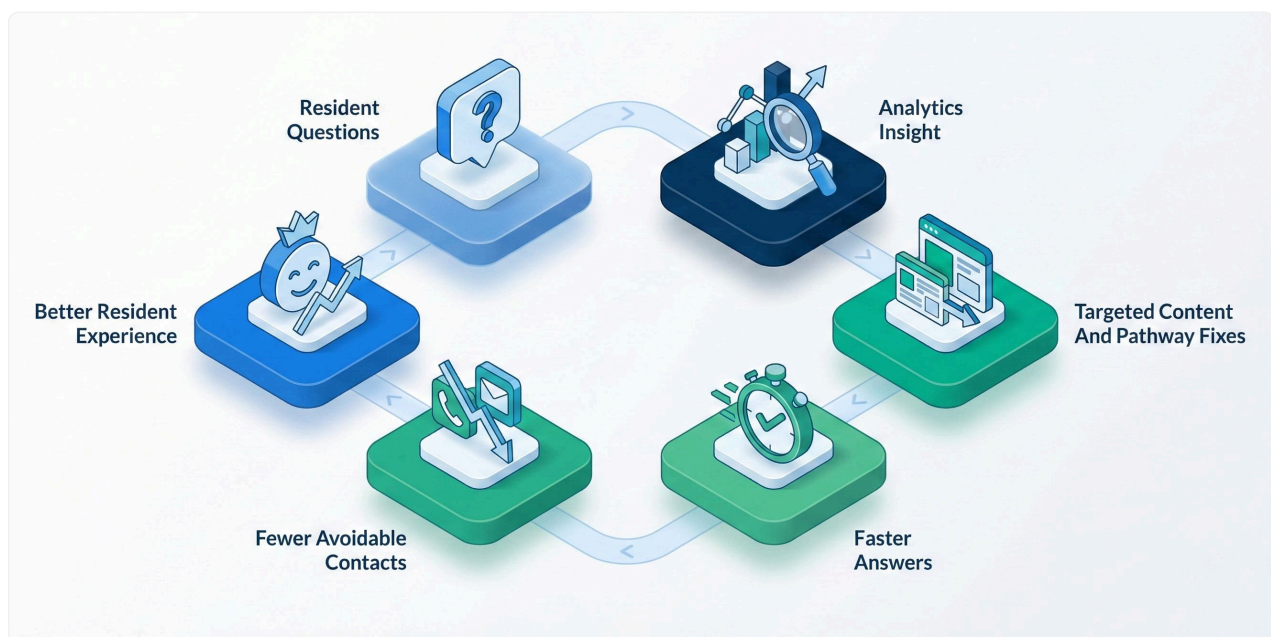 Resident
Questions
Analytics
Insight
Better Resident
Experience
Targeted Content
And Pathway Fixes
Fewer Avoidable
Contacts
Faster
Answers